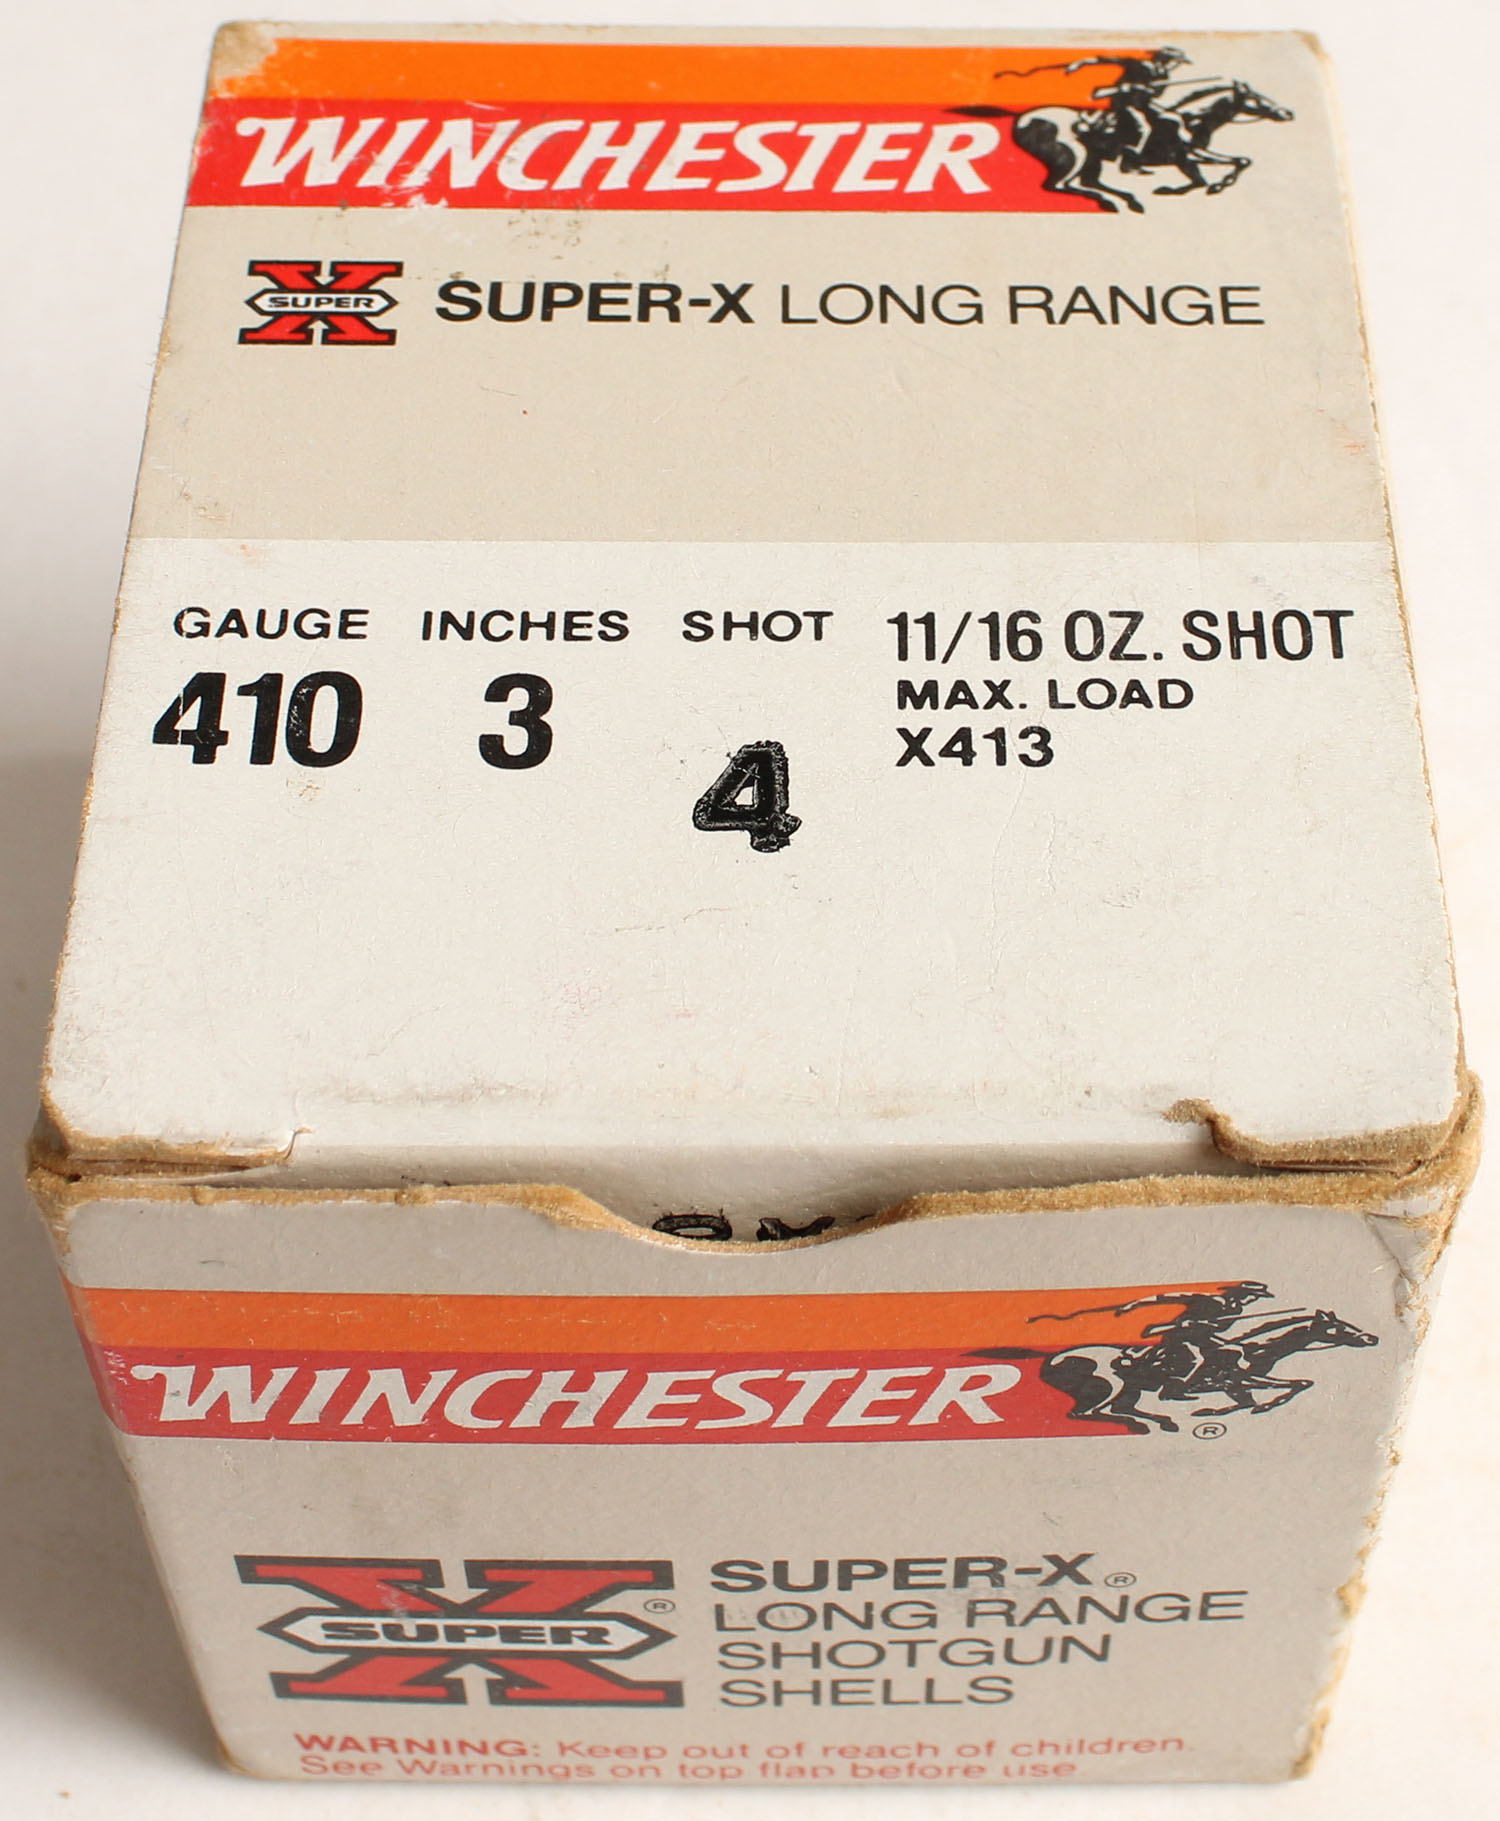 WINCHESTER
SUPER
SUPER-X LONG RANGE
GAUGE INCHES SHOT 11/16 OZ. SHOT
410 3 4 MAX. LOAD
X413
WINCHESTER
®
SUPER ®
SUPER-X®
LONG RANGE
SHOTGUN
SHELLS
WARNING: Keep out of reach of children.
See Warnings on top flap before use